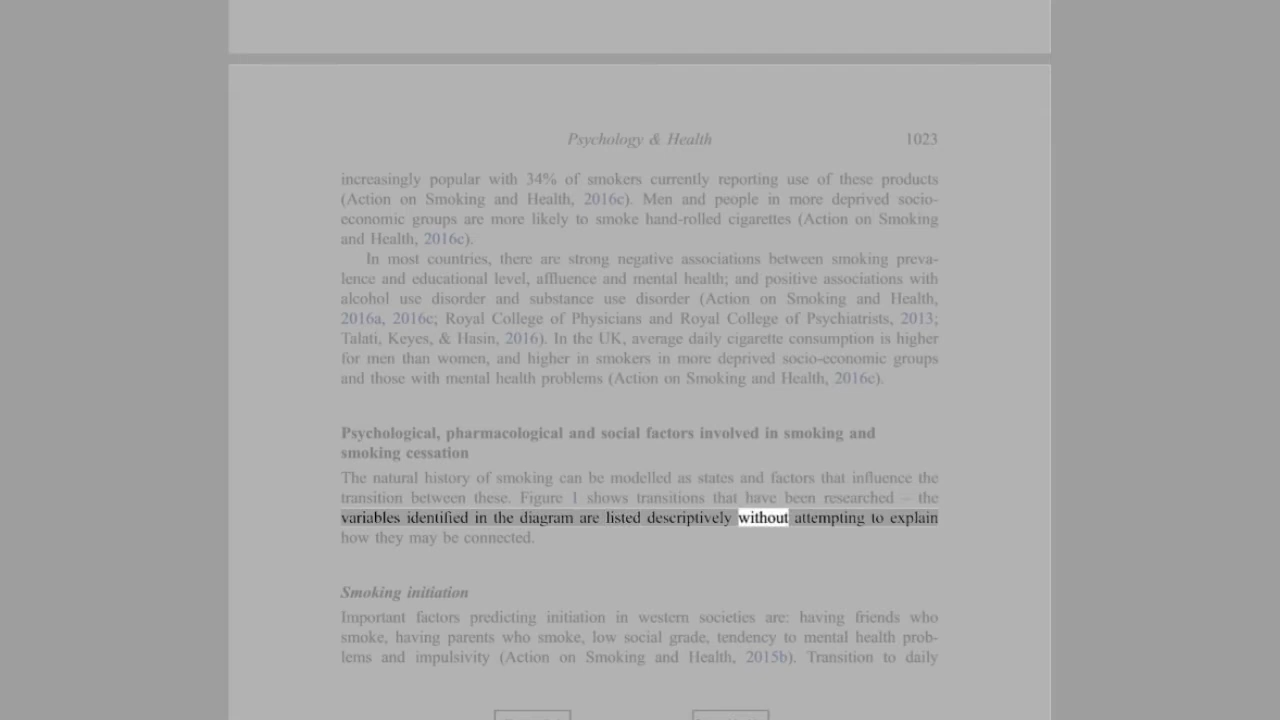 Psychology & Health 1023
increasingly popular with 34% of smokers currently reporting use of these products
(Action on Smoking and Health, 2016c). Men and people in more deprived socio-
economic groups are more likely to smoke hand-rolled cigarettes (Action on Smoking
and Health, 2016c).
In most countries, there are strong negative associations between smoking preva-
lence and educational level, affluence and mental health; and positive associations with
alcohol use disorder and substance use disorder (Action on Smoking and Health,
2016a, 2016c; Royal College of Physicians and Royal College of Psychiatrists, 2013;
Talati, Keyes, & Hasin, 2016). In the UK, average daily cigarette consumption is higher
for men than women, and higher in smokers in more deprived socio-economic groups
and those with mental health problems (Action on Smoking and Health, 2016c).
Psychological, pharmacological and social factors involved in smoking and
smoking cessation
The natural history of smoking can be modelled as states and factors that influence the
transition between these. Figure 1 shows transitions that have been researched – the
variables identified in the diagram are listed descriptively without attempting to explain
how they may be connected.
Smoking initiation
Important factors predicting initiation in western societies are: having friends who
smoke, having parents who smoke, low social grade, tendency to mental health prob-
lems and impulsivity (Action on Smoking and Health, 2015b). Transition to daily